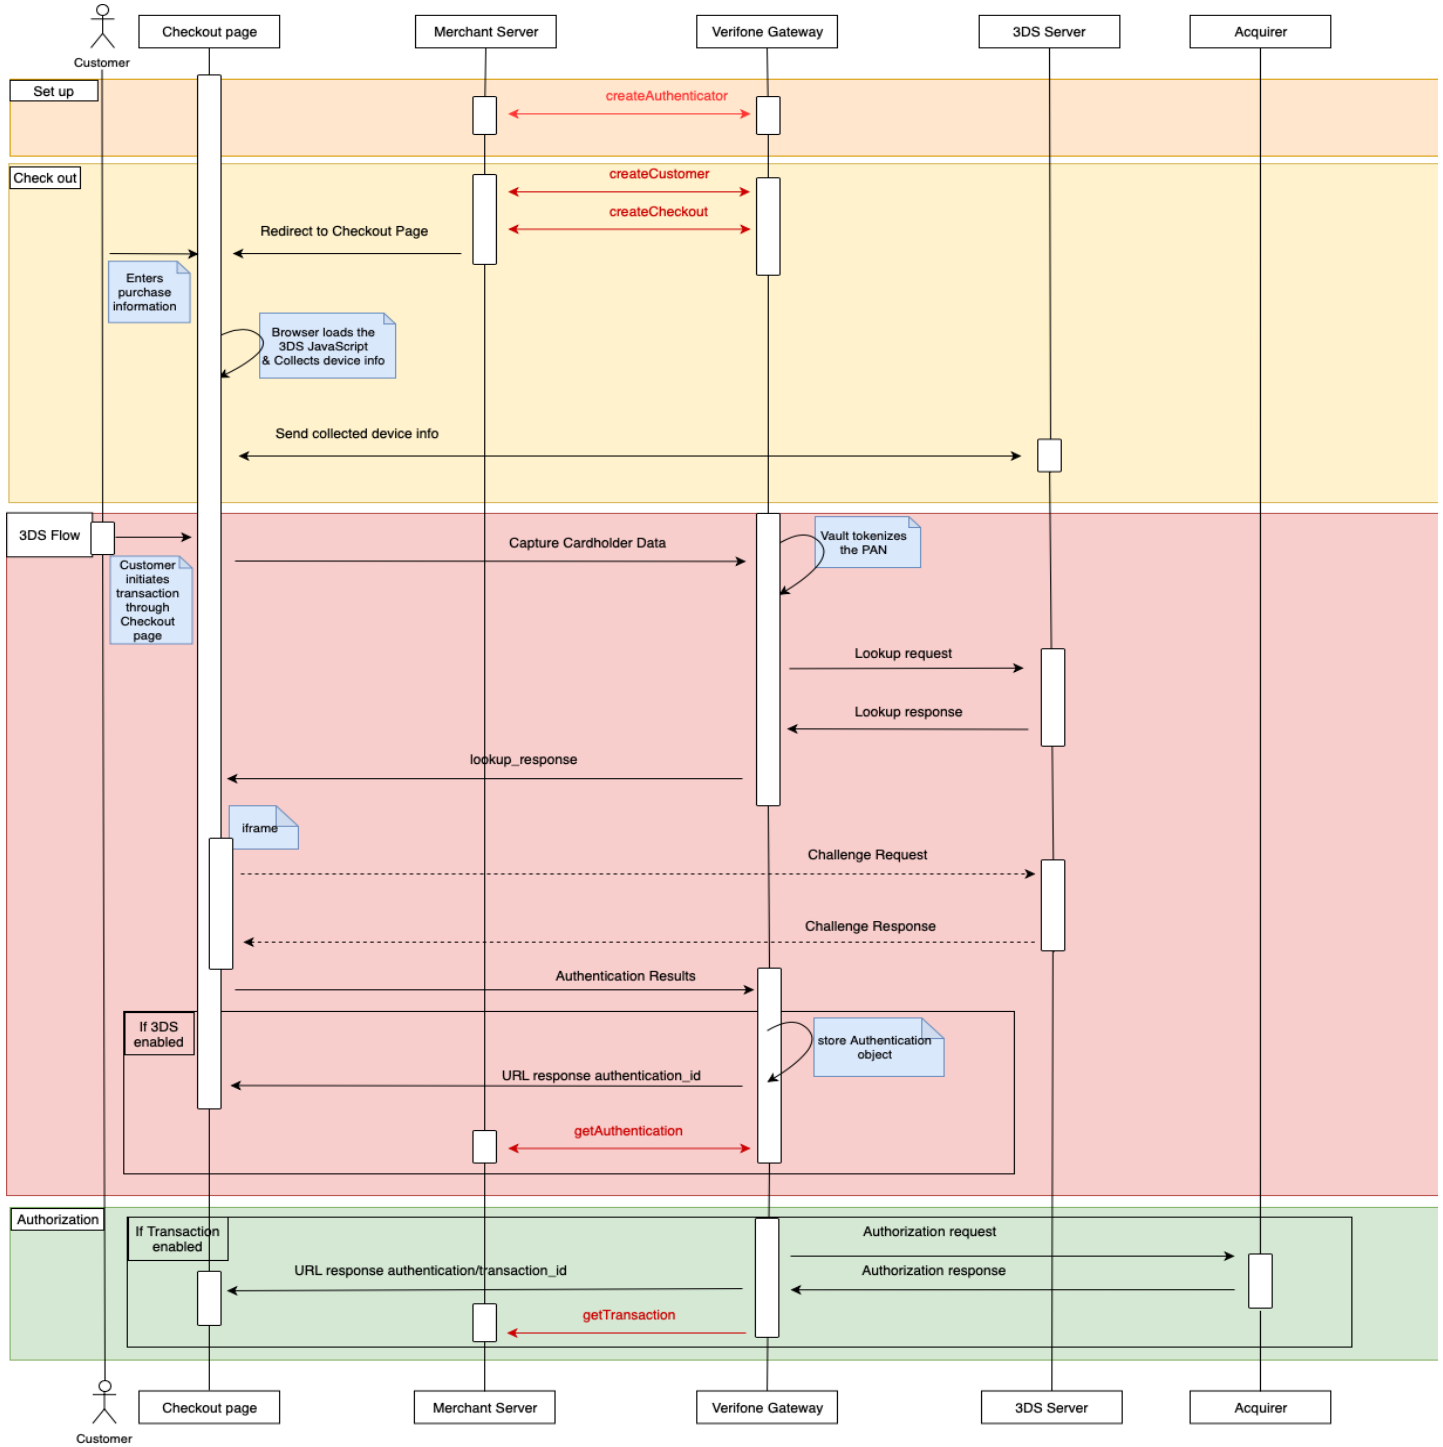 Customer
Checkout page
Merchant Server
Verifone Gateway
3DS Server
Acquirer
Set up
createAuthenticator
Check out
createCustomer
createCheckout
Redirect to Checkout Page
Enters
purchase
information
Browser loads the
3DS JavaScript
& Collects device info
Send collected device info
3DS Flow
Customer
initiates
transaction
through
Checkout
page
Capture Cardholder Data
Vault tokenizes
the PAN
Lookup request
Lookup response
lookup_response
iframe
Challenge Request
Challenge Response
Authentication Results
If 3DS
enabled
store Authentication
object
URL response authentication_id
getAuthentication
Authorization
If Transaction
enabled
Authorization request
URL response authentication/transaction_id
Authorization response
getTransaction
Checkout page
Merchant Server
Verifone Gateway
3DS Server
Acquirer
Customer